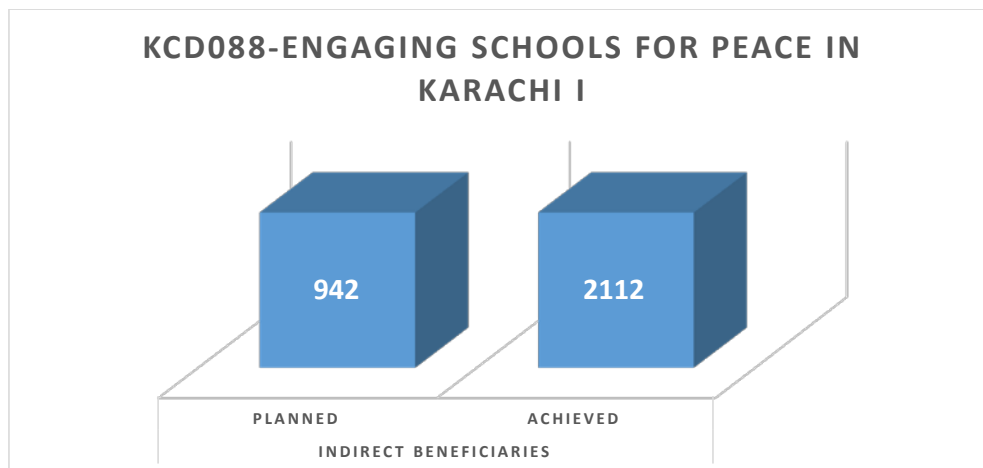 KCD088-ENGAGING SCHOOLS FOR PEACE IN
KARACHI I
942
2112
PLANNED
ACHIEVED
INDIRECT BENEFICIARIES